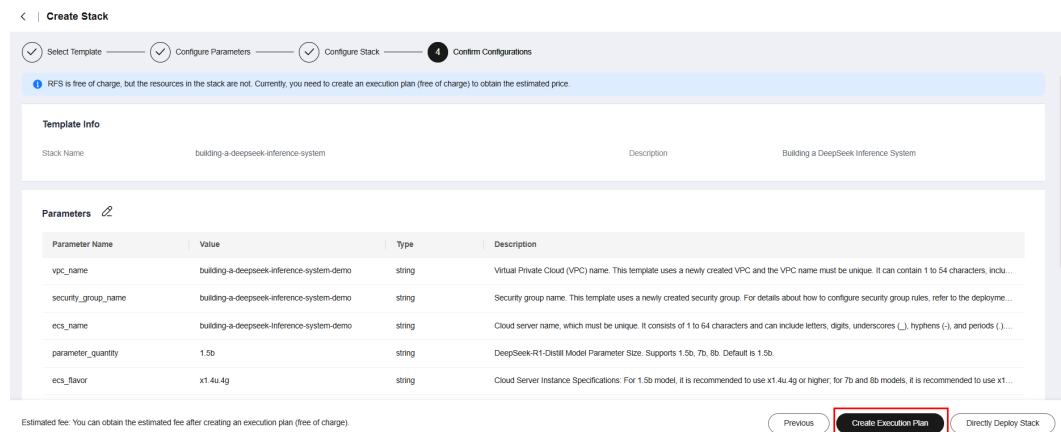 Create Stack
Select Template
Configure Parameters
Configure Stack
4 Confirm Configurations
RFS is free of charge, but the resources in the stack are not. Currently, you need to create an execution plan (free of charge) to obtain the estimated price.
Template Info
Stack Name building-a-deepseek-inference-system Description Building a DeepSeek Inference System
Parameters
Parameter Name Value Type Description
vpc_name building-a-deepseek-inference-system-demo string Virtual Private Cloud (VPC) name. This template uses a newly created VPC and the VPC name must be unique. It can contain 1 to 54 characters, inclu...
security_group_name building-a-deepseek-inference-system-demo string Security group name. This template uses a newly created security group. For details about how to configure security group rules, refer to the deployme...
ecs_name building-a-deepseek-Inference-system-demo string Cloud server name, which must be unique. It consists of 1 to 64 characters and can include letters, digits, underscores (_), hyphens (-), and periods (.)....
parameter_quantity 1.5b string DeepSeek-R1-Distill Model Parameter Size. Supports 1.5b, 7b, 8b. Default is 1.5b.
ecs_flavor x1.4u.4g string Cloud Server Instance Specifications: For 1.5b model, it is recommended to use x1.4u.4g or higher; for 7b and 8b models, it is recommended to use x1...
Estimated fee: You can obtain the estimated fee after creating an execution plan (free of charge).
Previous
Create Execution Plan
Directly Deploy Stack